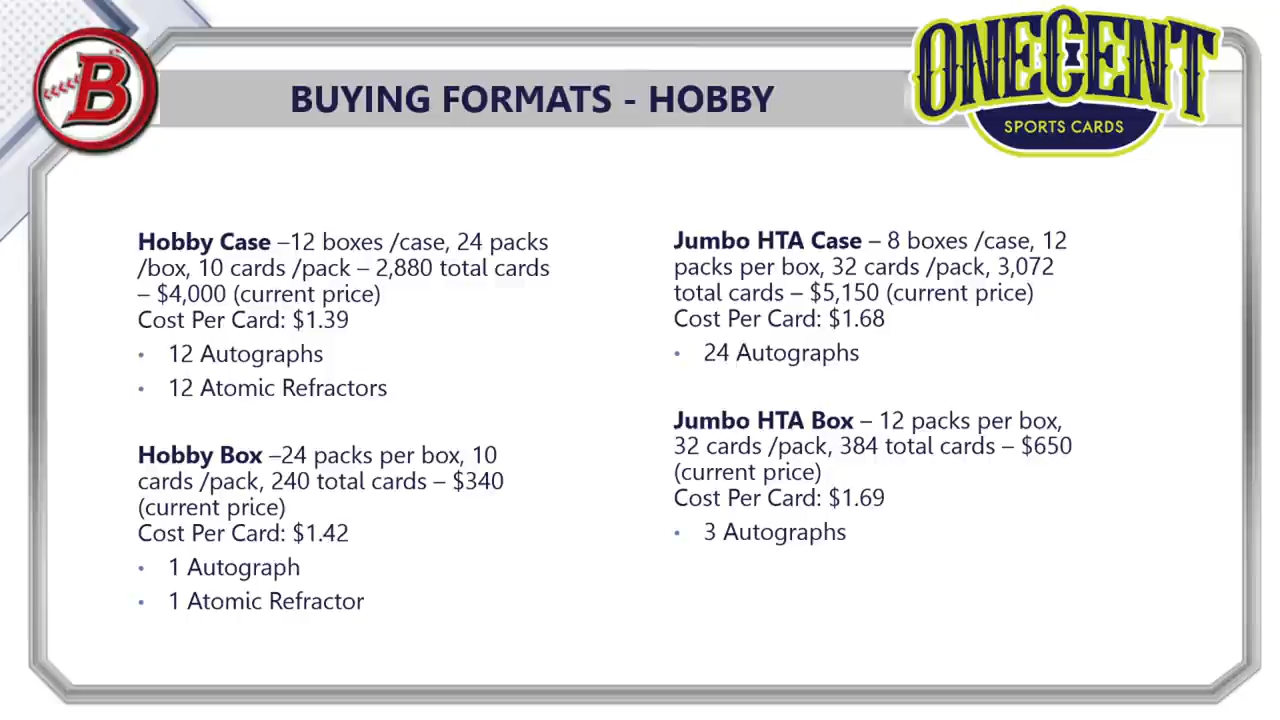 B
ONECENT
SPORTS CARDS
BUYING FORMATS - HOBBY
Hobby Case –12 boxes /case, 24 packs
/box, 10 cards /pack – 2,880 total cards
– $4,000 (current price)
Cost Per Card: $1.39
• 12 Autographs
• 12 Atomic Refractors
Hobby Box –24 packs per box, 10
cards /pack, 240 total cards – $340
(current price)
Cost Per Card: $1.42
• 1 Autograph
• 1 Atomic Refractor
Jumbo HTA Case – 8 boxes /case, 12
packs per box, 32 cards /pack, 3,072
total cards – $5,150 (current price)
Cost Per Card: $1.68
• 24 Autographs
Jumbo HTA Box – 12 packs per box,
32 cards /pack, 384 total cards – $650
(current price)
Cost Per Card: $1.69
• 3 Autographs